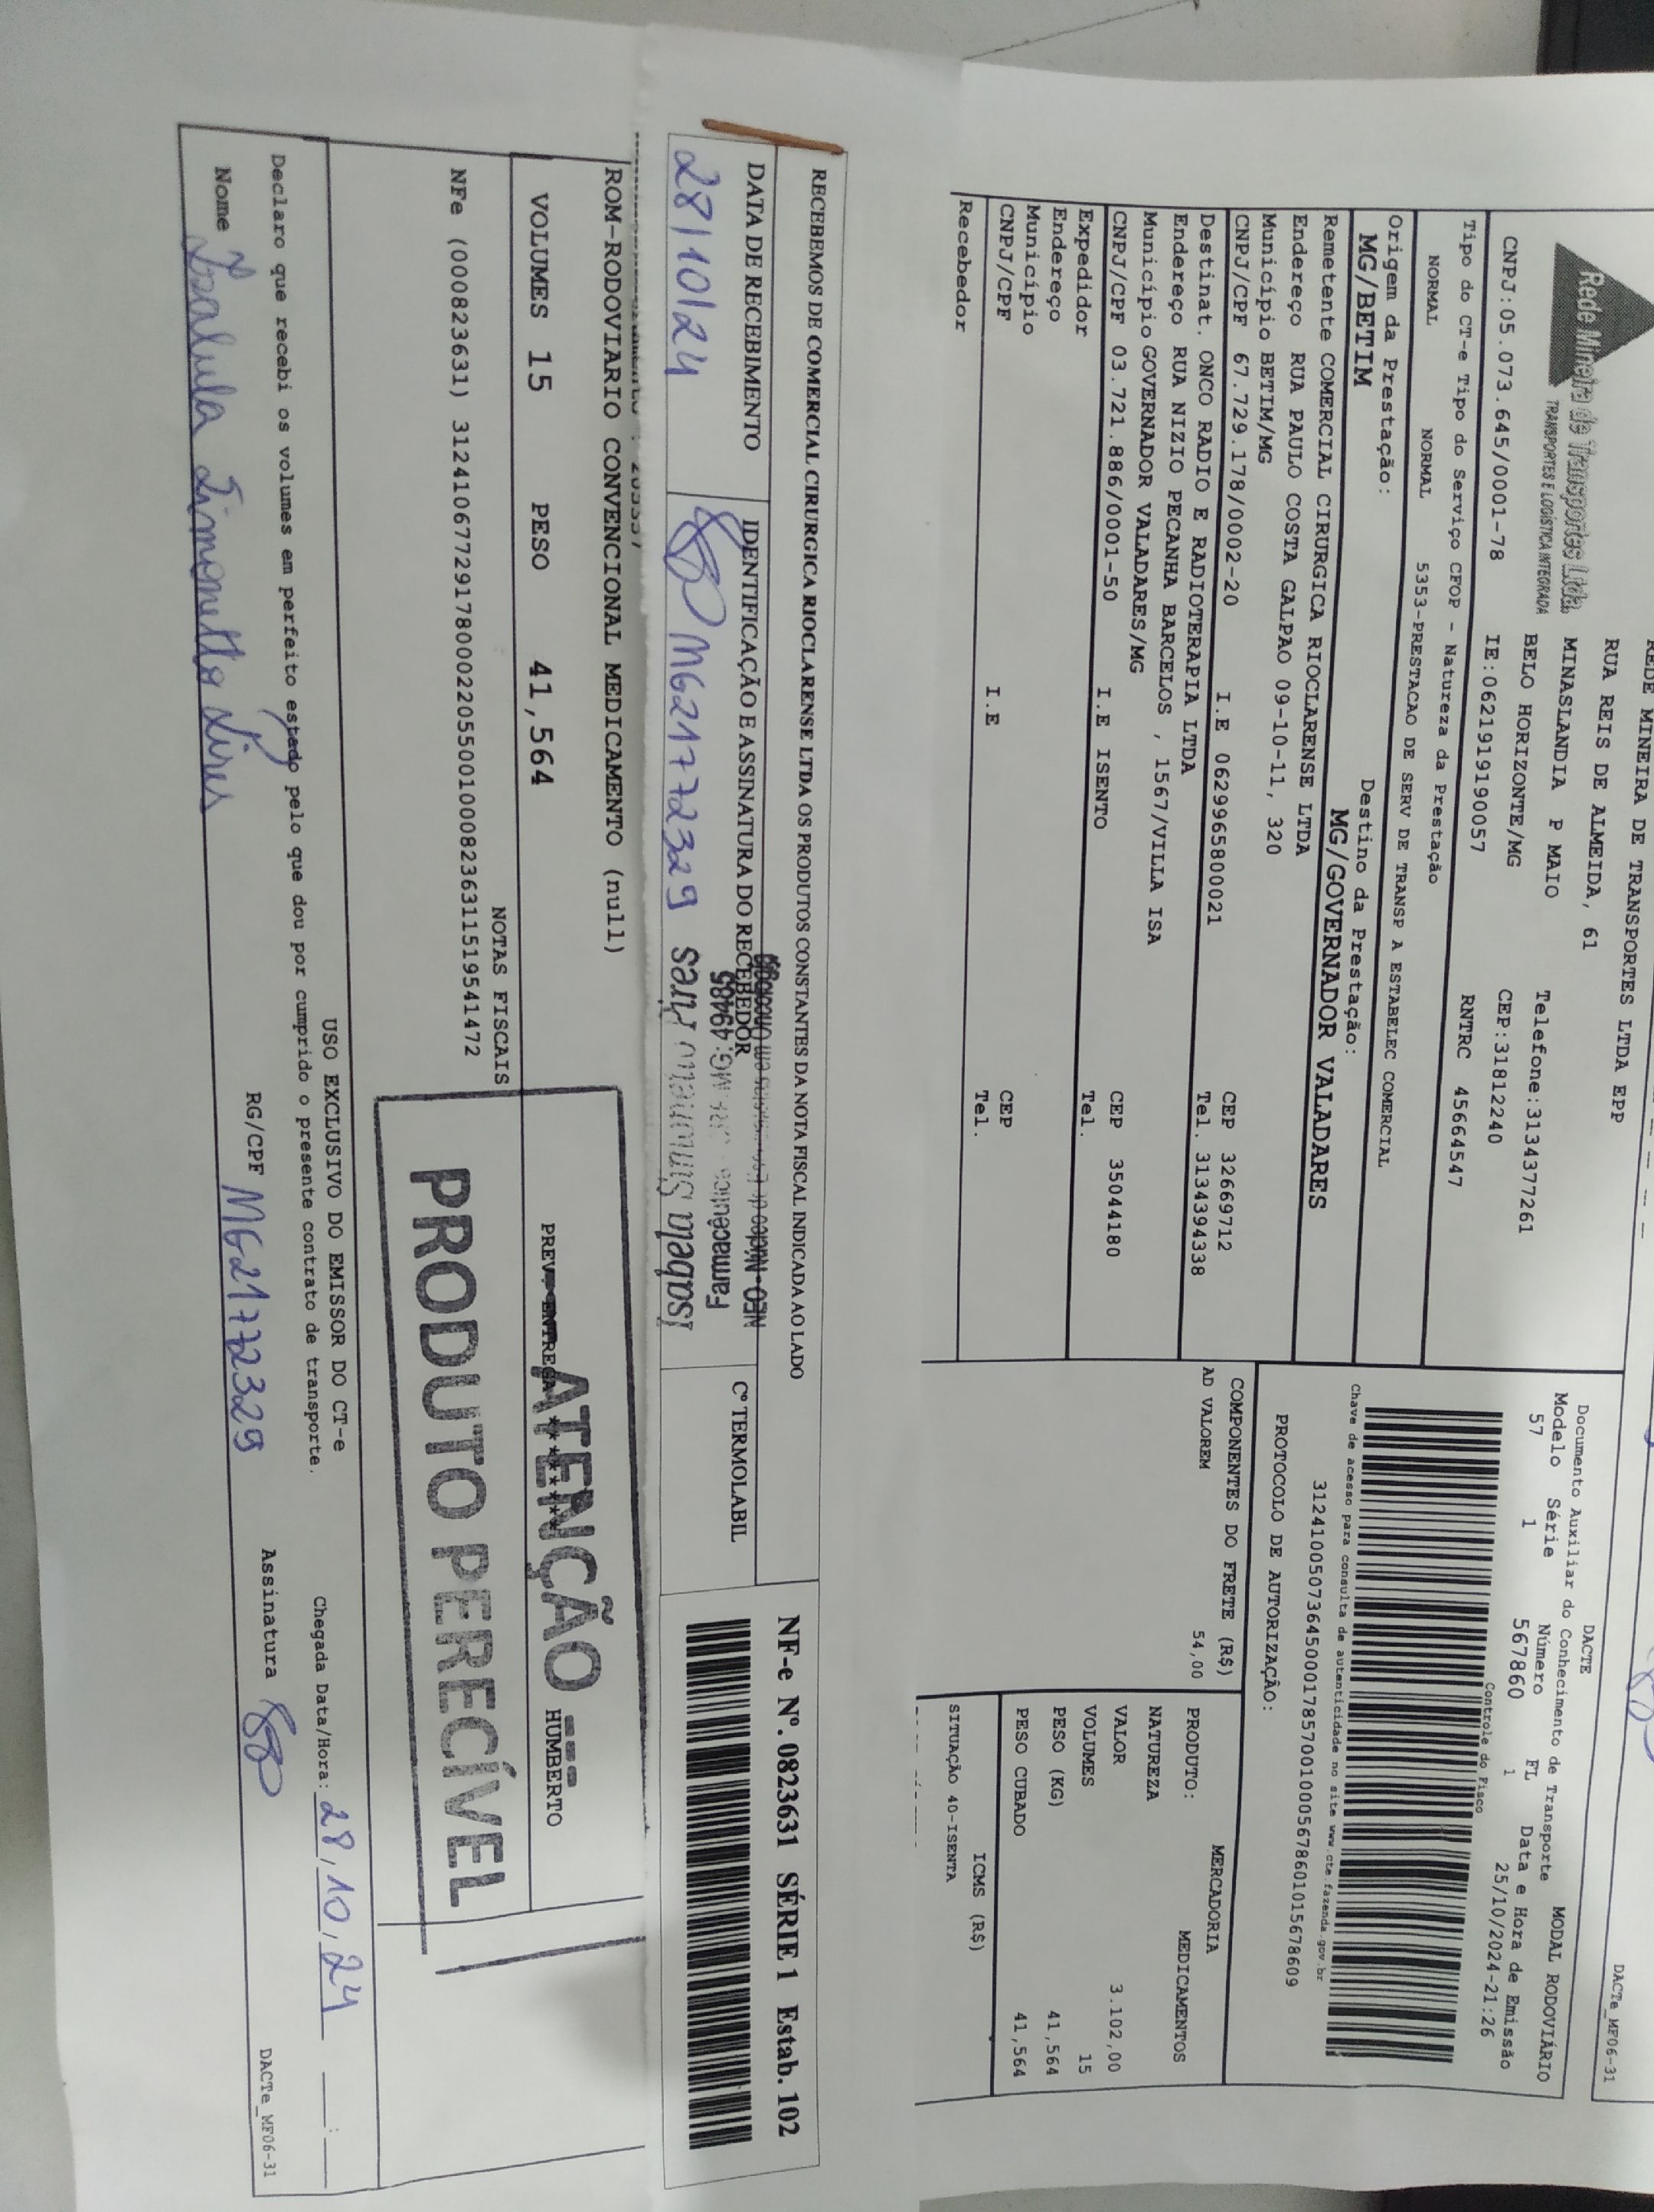 REDE MINEIRA DE TRANSPORTES LTDA EPP
RUA REIS DE ALMEIDA, 61
MINASLANDIA P MAIO
BELO HORIZONTE/MG
Telefone:3134377261
CEP:31812240
Rede Mineira de Transportes Ltda.
TRANSPORTES E LOGÍSTICA INTEGRADA
CNPJ:05.073.645/0001-78 IE:0621919190057 RNTRC 45664547
DACTe_MF06-31
DACTE
Documento Auxiliar do Conhecimento de Transporte
MODAL RODOVIÁRIO
Modelo Série Número FL Data e Hora de Emissão
57 1 567860 1 25/10/2024-21:26
Controle do Fisco
Tipo do CT-e Tipo do Serviço CFOP - Natureza da Prestação
NORMAL NORMAL 5353-PRESTACAO DE SERV DE TRANSP A ESTABELEC COMERCIAL
Origem da Prestação: Destino da Prestação:
MG/BETIM MG/GOVERNADOR VALADARES
Chave de acesso para consulta de autenticidade no site www.cte.fazenda.gov.br
31241005073645000178570010005678601015678609
PROTOCOLO DE AUTORIZAÇÃO:
Remetente COMERCIAL CIRURGICA RIOCLARENSE LTDA
Endereço RUA PAULO COSTA GALPAO 09-10-11, 320
Município BETIM/MG CEP 32669712
CNPJ/CPF 67.729.178/0002-20 I.E 0629965800021 Tel. 3134394338
Destinat. ONCO RADIO E RADIOTERAPIA LTDA
Endereço RUA NIZIO PECANHA BARCELOS , 1567/VILLA ISA
Município GOVERNADOR VALADARES/MG CEP 35044180
CNPJ/CPF 03.721.886/0001-50 I.E ISENTO Tel.
Expedidor
Endereço
Município CEP
CNPJ/CPF I.E Tel.
Recebedor
COMPONENTES DO FRETE (R$)
AD VALOREM 54,00
MERCADORIA
PRODUTO: MEDICAMENTOS
NATUREZA
VALOR 3.102,00
VOLUMES 15
PESO (KG) 41,564
PESO CUBADO 41,564
ICMS (R$)
SITUAÇÃO 40-ISENTA
RECEBEMOS DE COMERCIAL CIRURGICA RIOCLARENSE LTDA OS PRODUTOS CONSTANTES DA NOTA FISCAL INDICADA AO LADO
NF-e Nº. 0823631 SÉRIE 1 Estab. 102
DATA DE RECEBIMENTO IDENTIFICAÇÃO E ASSINATURA DO RECEBEDOR Cº TERMOLABIL
28/10/24 MG21772329
Isabela Simonetto Pires
Farmacêutica CRF MG: 49485
ROM-RODOVIARIO CONVENCIONAL MEDICAMENTO (null)
VOLUMES 15 PESO 41,564 PREV. ENTREGA HUMBERTO
ATENÇÃO
PRODUTO PERECÍVEL
NOTAS FISCAIS
NFe (000823631) 31241067729178000220550010008236311519541472
USO EXCLUSIVO DO EMISSOR DO CT-e
Declaro que recebi os volumes em perfeito estado pelo que dou por cumprido o presente contrato de transporte.
Chegada Data/Hora: 28/10/24
Nome Isabela Simonetto Pires RG/CPF MG21772329 Assinatura
DACTe_MF06-31